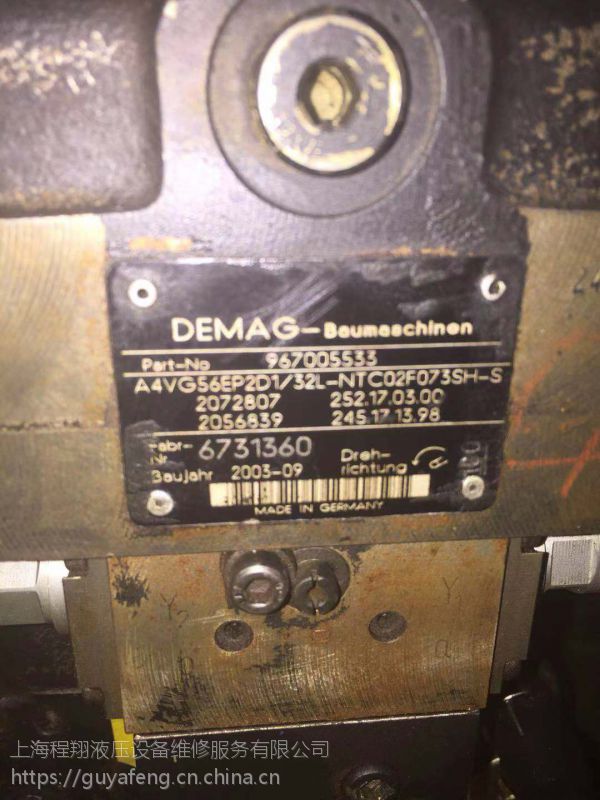 DEMAG-Baumaschinen
Part-No 967005533
A4VG56EP2D1/32L-NTC02F073SH-S
2072807 252.17.03.00
2056839 245.17.13.98
Fabr-Nr 6731360 Dreh-richtung
Baujahr 2003-09
MADE IN GERMANY
Y
a
上海程翔液压设备维修服务有限公司
https://guyafeng.cn.china.cn